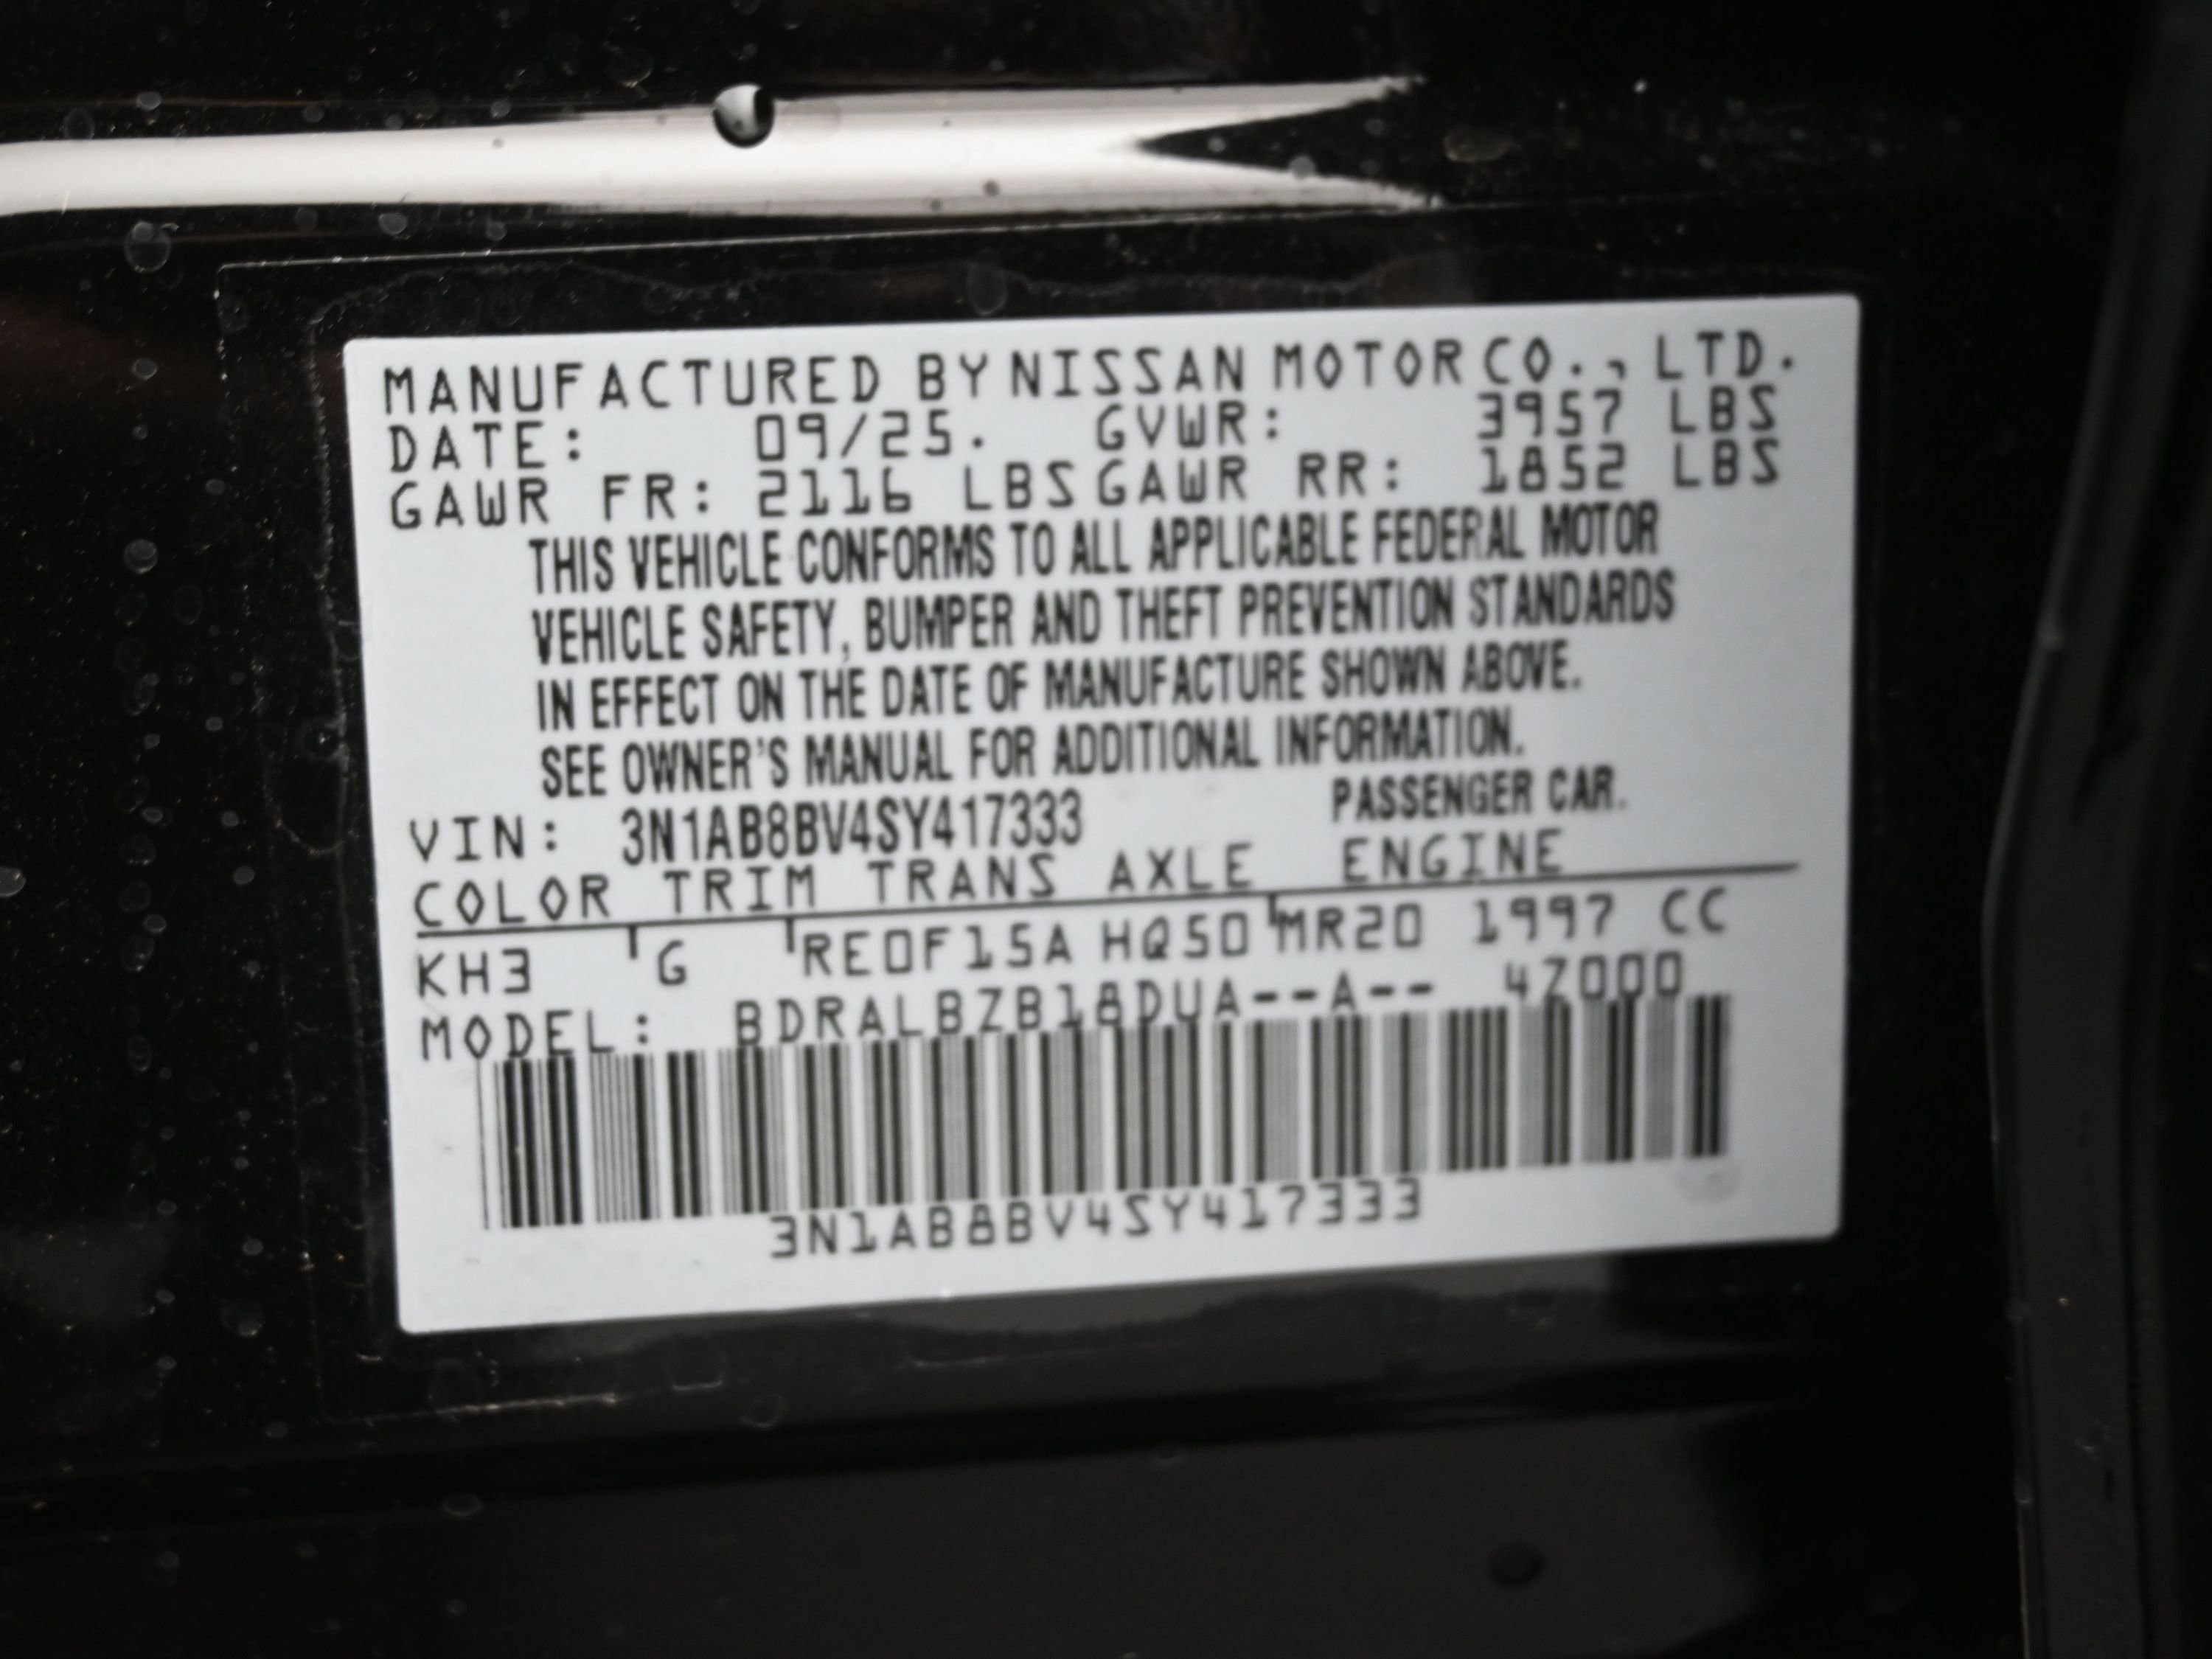 MANUFACTURED BY NISSAN MOTOR CO., LTD.
DATE: 09/25. GVWR: 3957 LBS
GAWR FR: 2116 LBS GAWR RR: 1852 LBS
THIS VEHICLE CONFORMS TO ALL APPLICABLE FEDERAL MOTOR
VEHICLE SAFETY, BUMPER AND THEFT PREVENTION STANDARDS
IN EFFECT ON THE DATE OF MANUFACTURE SHOWN ABOVE.
SEE OWNER'S MANUAL FOR ADDITIONAL INFORMATION.
VIN: 3N1AB8BV4SY417333 PASSENGER CAR.
COLOR TRIM TRANS AXLE ENGINE
KH3 G RE0F15A HQ50 MR20 1997 CC
MODEL: BDRALBZB18DUA--A-- 4Z000
3N1AB8BV4SY417333